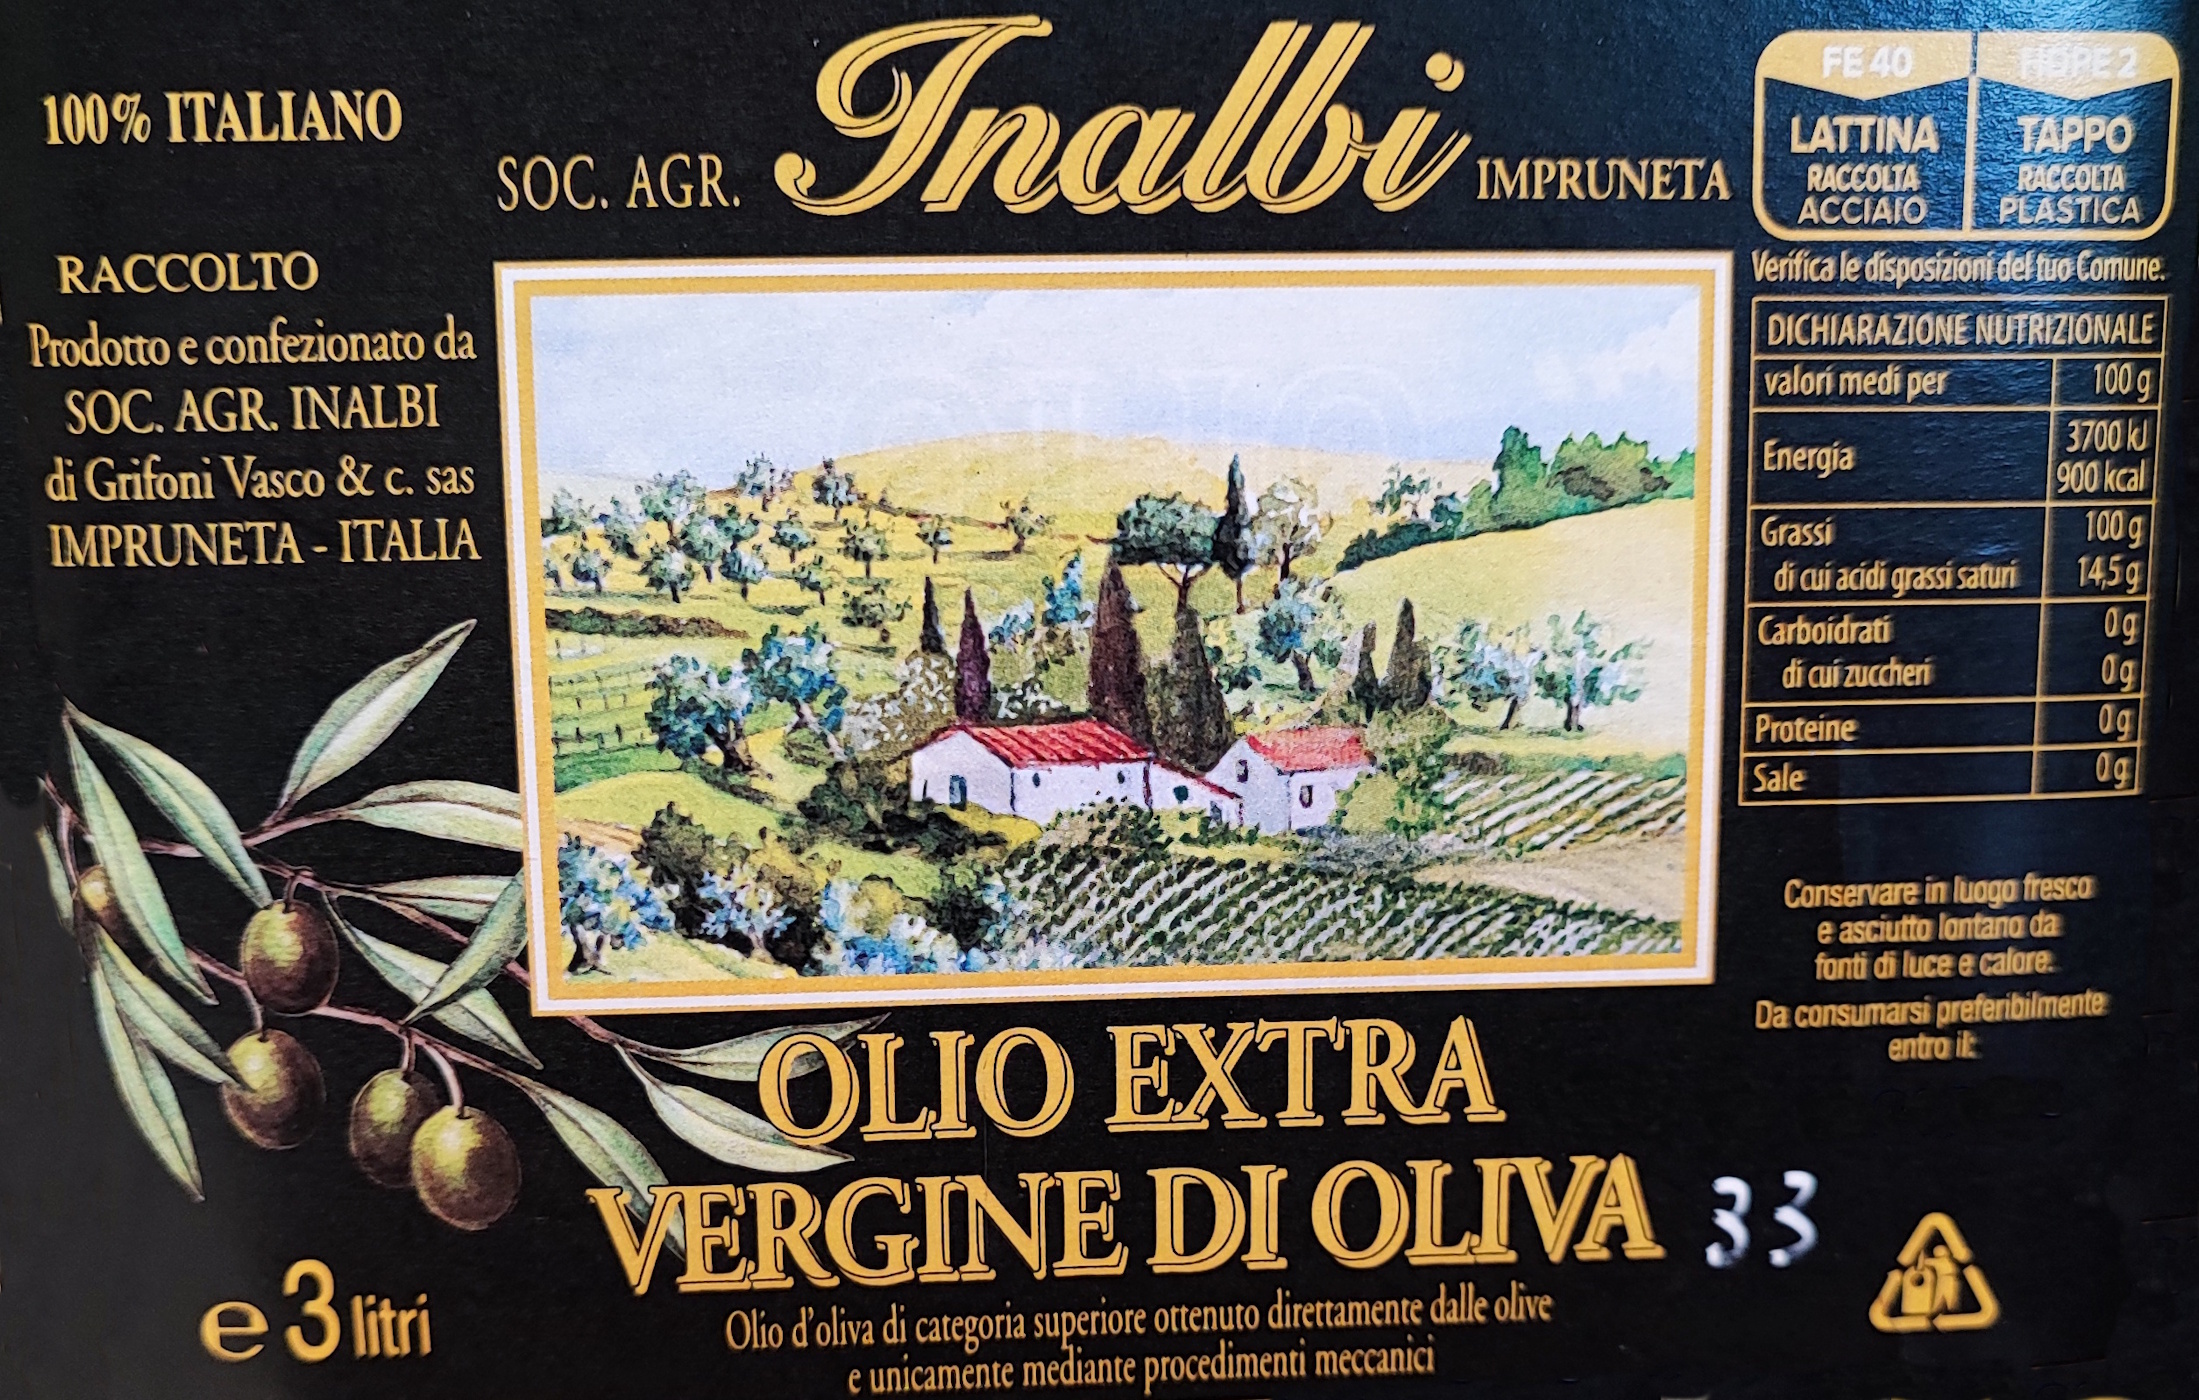 100% ITALIANO
SOC. AGR. Inalbi IMPRUNETA
RACCOLTO
Prodotto e confezionato da
SOC. AGR. INALBI
di Grifoni Vasco & c. sas
IMPRUNETA - ITALIA
FE 40 HDPE 2
LATTINA TAPPO
RACCOLTA RACCOLTA
ACCIAIO PLASTICA
Verifica le disposizioni del tuo Comune.
DICHIARAZIONE NUTRIZIONALE
valori medi per 100 g
Energia 3700 kJ
900 kcal
Grassi 100 g
di cui acidi grassi saturi 14,5 g
Carboidrati 0 g
di cui zuccheri 0 g
Proteine 0 g
Sale 0 g
Conservare in luogo fresco
e asciutto lontano da
fonti di luce e calore.
Da consumarsi preferibilmente
entro il:
OLIO EXTRA
VERGINE DI OLIVA
33
e 3 litri
Olio d'oliva di categoria superiore ottenuto direttamente dalle olive
e unicamente mediante procedimenti meccanici